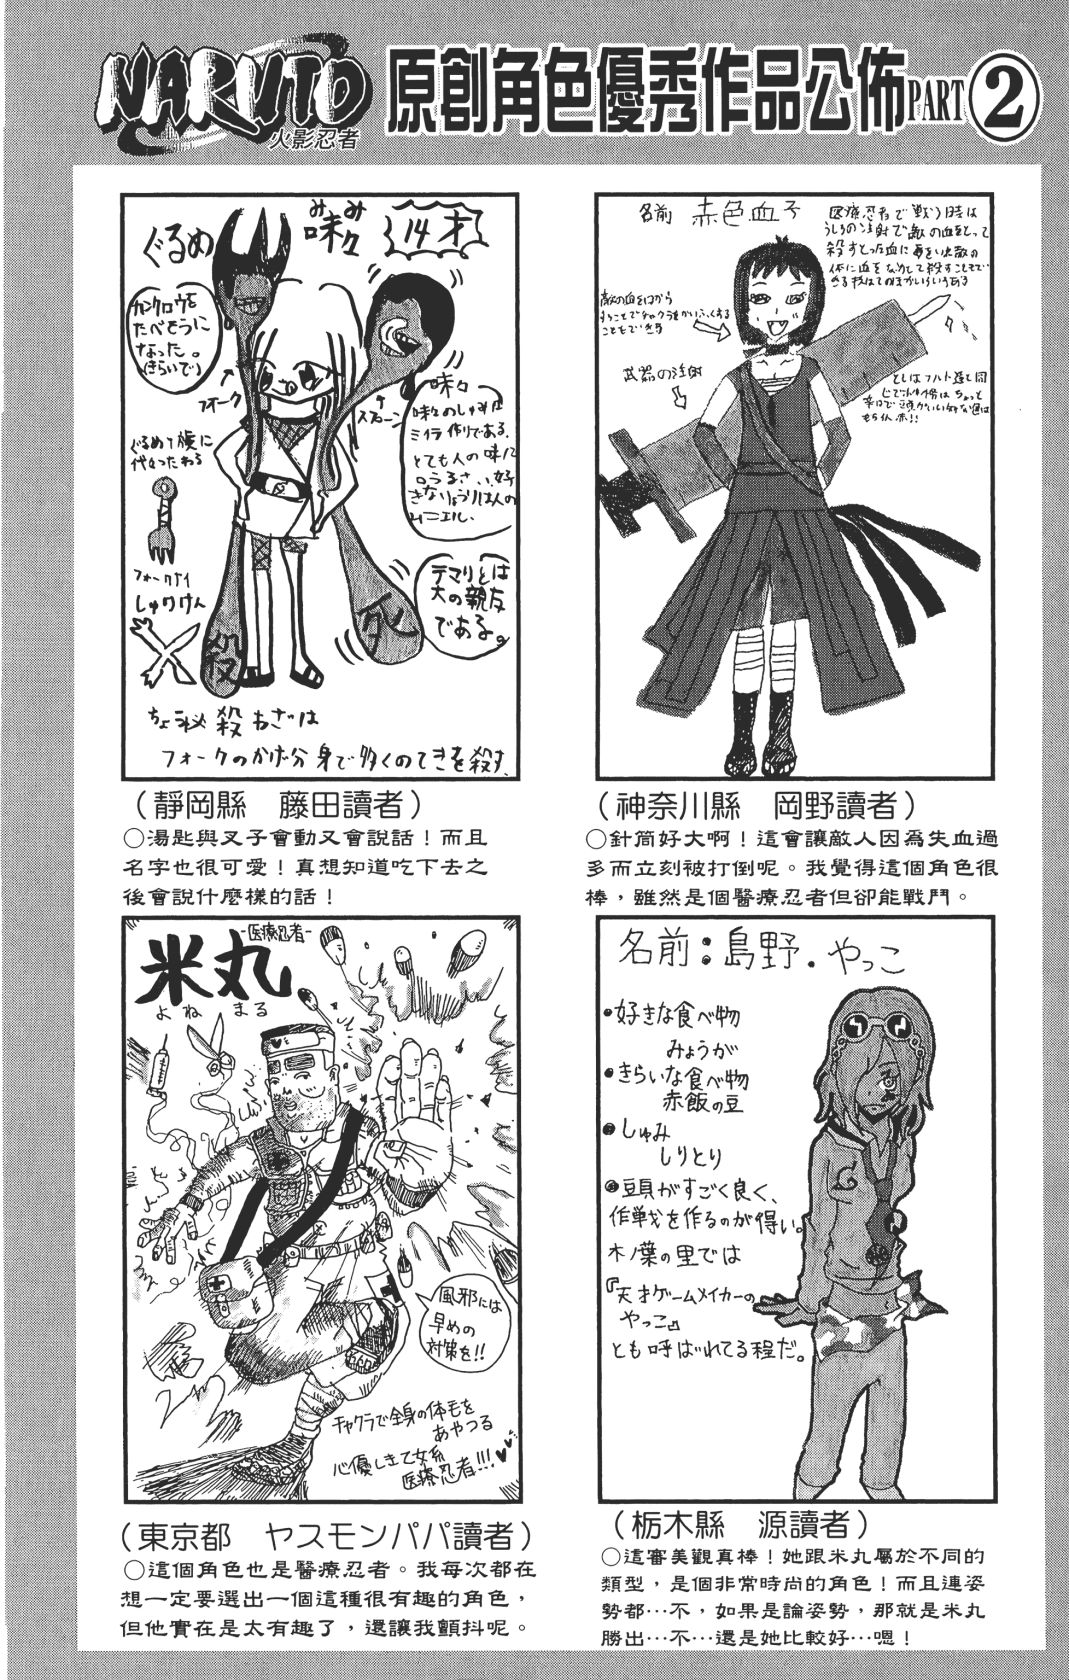 NARUTO
火影忍者
原創角色優秀作品公佈PART②
ぐるめ
味々
みみ
14才
カンクロウを
たべそうに
なった。
(きらいで)
フォーク
スプーン
味々
味々のしゅみは
ミイラ作りである。
とても人の味に
口うるさい、好
きなりょうりは人の
ムニエル。
しゅりけん
テマリとは
大の親友
である。
殺
死
ちょう必殺わざは
フォークのかげ分身で多くのてきを殺す。
(靜岡縣 藤田讀者)
○湯匙與叉子會動又會說話！而且
名字也很可愛！真想知道吃下去之
後會說什麼樣的話！
名前 赤色血子
医療忍者で戦う時は
うしろの注射で敵の血をとって
武器の注射
(神奈川縣 岡野讀者)
○針筒好大啊！這會讓敵人因為失血過
多而立刻被打倒呢。我覺得這個角色很
棒，雖然是個醫療忍者但卻能戰鬥。
-医療忍者-
米丸
よねまる
風邪には
早めの
対策を!!
チャクラで全身の体毛を
あやつる
心優しき乙女系
医療忍者!!!
(東京都 ヤスモンパパ讀者)
○這個角色也是醫療忍者。我每次都在
想一定要選出一個這種很有趣的角色，
但他實在是太有趣了，還讓我顫抖呢。
名前：島野・やっこ
•好きな食べ物
みょうが
•きらいな食べ物
赤飯の豆
•しゅみ
しりとり
•頭がすごく良く、
作戦を作るのが得い。
木ノ葉の里では
『天才ゲームメイカーの
やっこ』
とも呼ばれてる程だ。
(栃木縣 源讀者)
○這審美觀真棒！她跟米丸屬於不同的
類型，是個非常時尚的角色！而且連姿
勢都…不，如果是論姿勢，那就是米丸
勝出…不…還是她比較好…嗯！